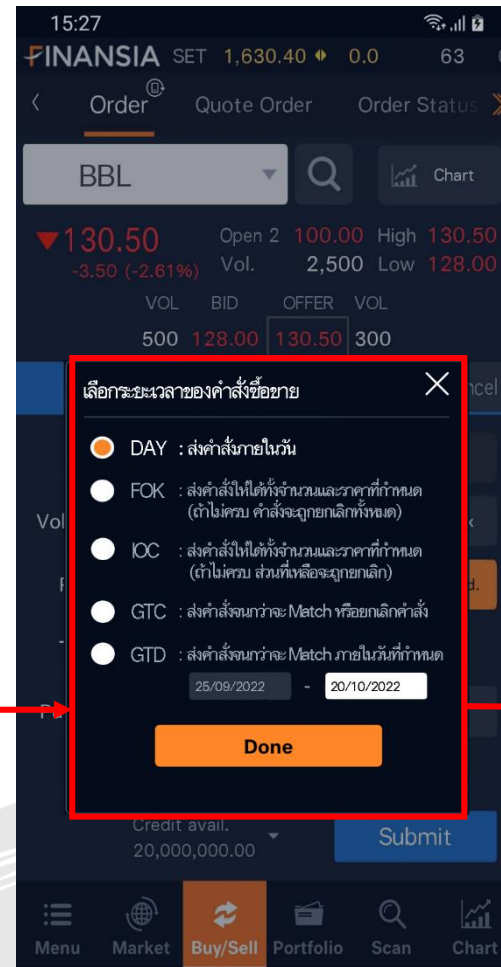 15:27
FINANSIA SET 1,630.40 0.0 63
Order Quote Order Order Status
BBL Chart
130.50 Open 2 100.00 High 130.50
-3.50 (-2.61%) Vol. 2,500 Low 128.00
VOL BID OFFER VOL
500 128.00 130.50 300
เลือกระยะเวลาของคำสั่งซื้อขาย
DAY : ส่งคำสั่งภายในวัน
FOK : ส่งคำสั่งให้ได้ทั้งจำนวนและราคาที่กำหนด
(ถ้าไม่ครบ คำสั่งจะถูกยกเลิกทั้งหมด)
Vol
IOC : ส่งคำสั่งให้ได้ทั้งจำนวนและราคาที่กำหนด
(ถ้าไม่ครบ ส่วนที่เหลือจะถูกยกเลิก)
GTC : ส่งคำสั่งจนกว่าจะ Match หรือยกเลิกคำสั่ง
GTD : ส่งคำสั่งจนกว่าจะ Match ภายในวันที่กำหนด
25/09/2022 - 20/10/2022
Done
Credit avail.
20,000,000.00 Submit
Menu Market Buy/Sell Portfolio Scan Chart